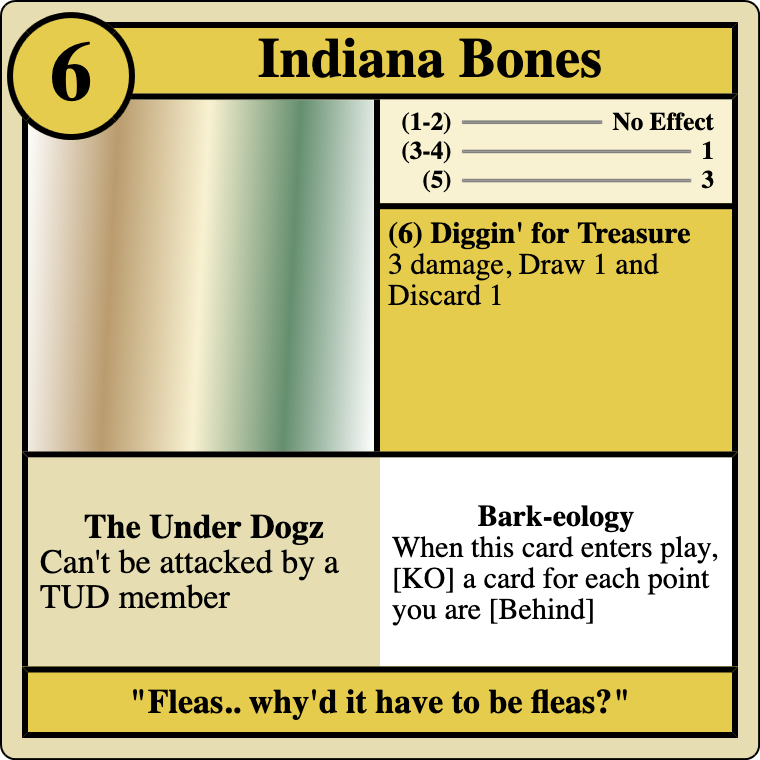 6
Indiana Bones
(1-2) No Effect
(3-4) 1
(5) 3
(6) Diggin' for Treasure
3 damage, Draw 1 and
Discard 1
The Under Dogz
Can't be attacked by a
TUD member
Bark-eology
When this card enters play,
[KO] a card for each point
you are [Behind]
"Fleas.. why'd it have to be fleas?"